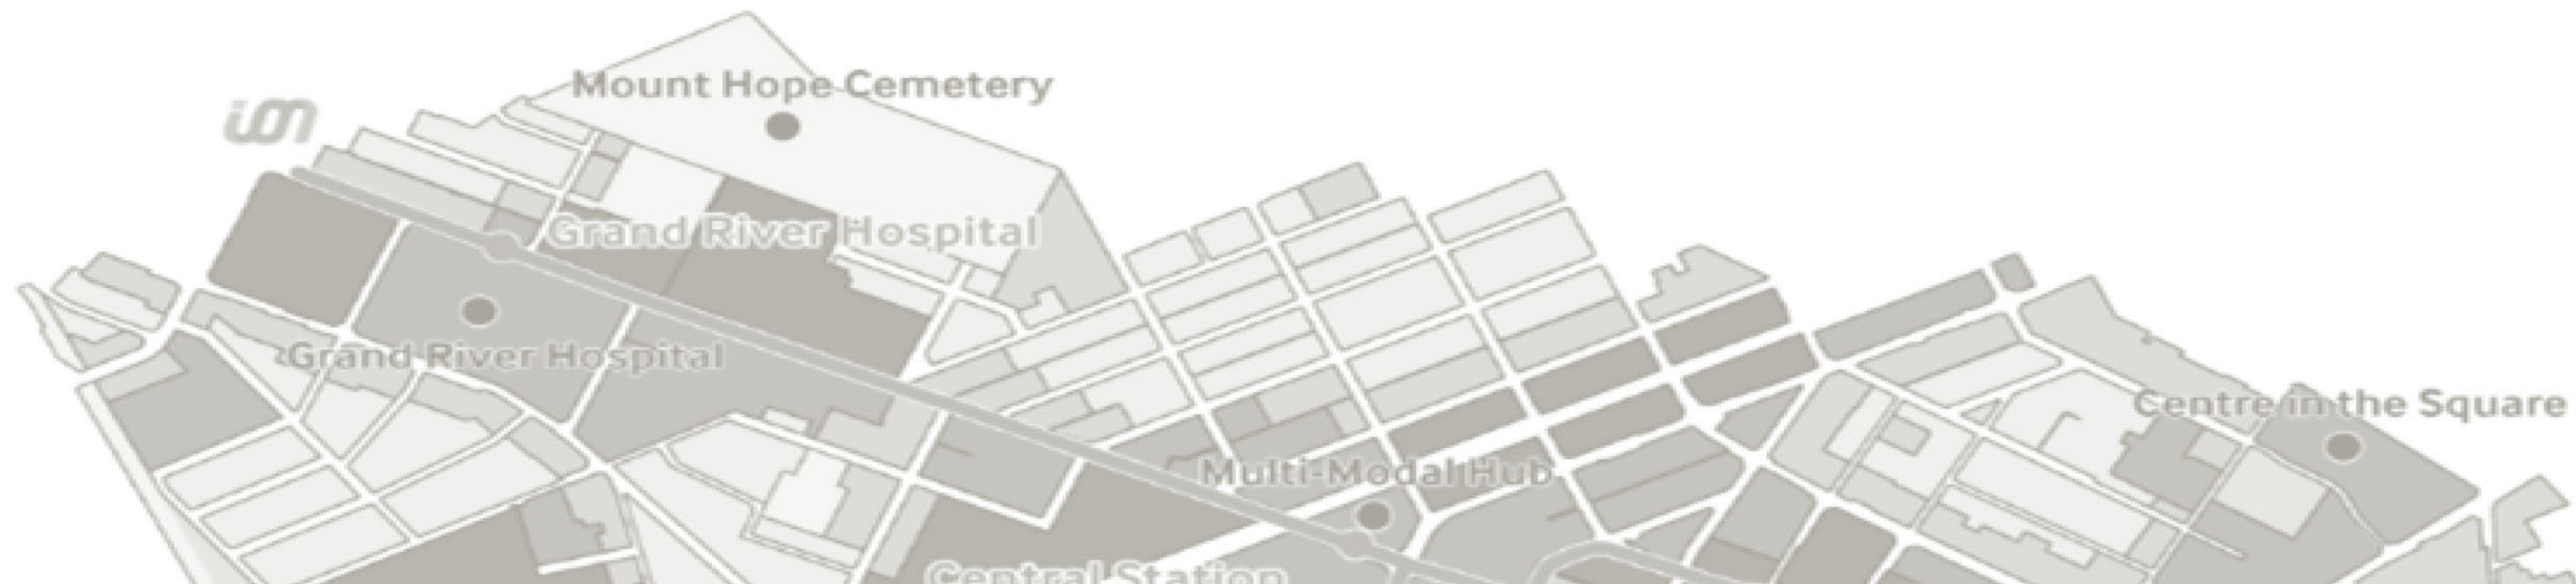 Mount Hope Cemetery
ion
Grand River Hospital
Grand River Hospital
Centre in the Square
Multi-Modal Hub
Central Station